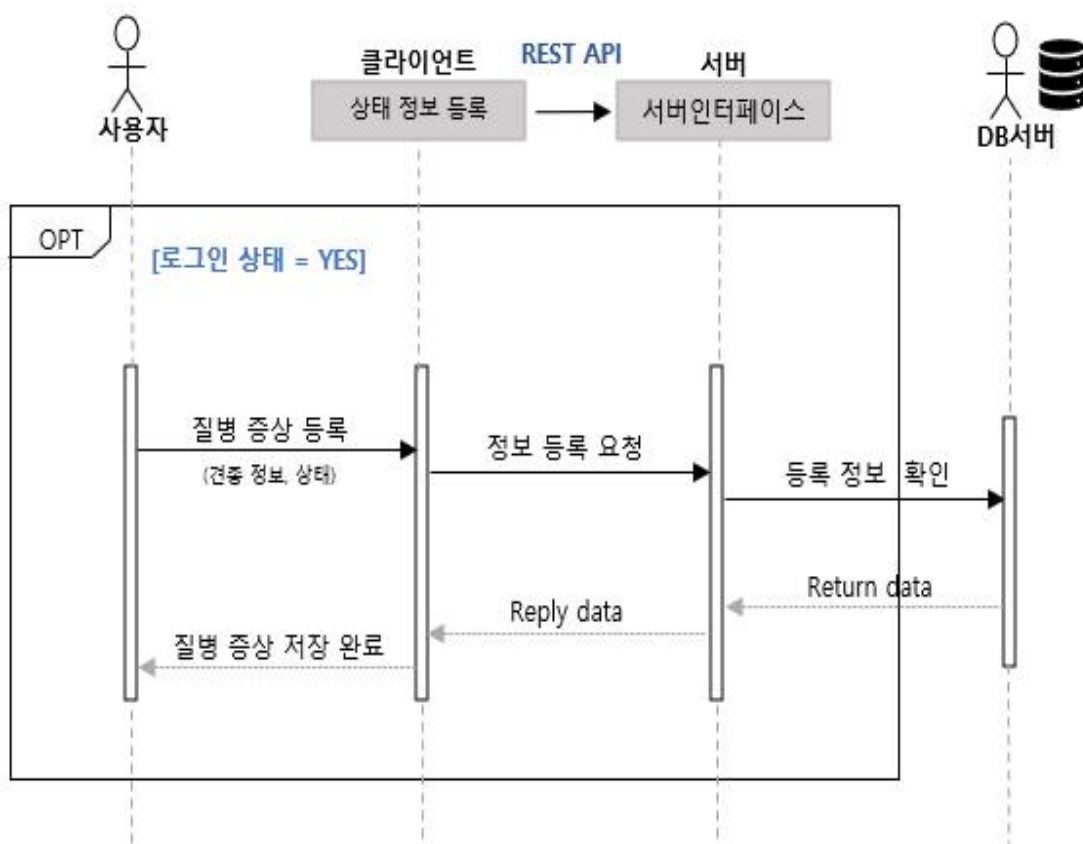 클라이언트 REST API 서버
상태 정보 등록 서버인터페이스
사용자 DB서버
OPT
[로그인 상태 = YES]
질병 증상 등록
(견종 정보, 상태)
정보 등록 요청
등록 정보 확인
Return data
Reply data
질병 증상 저장 완료